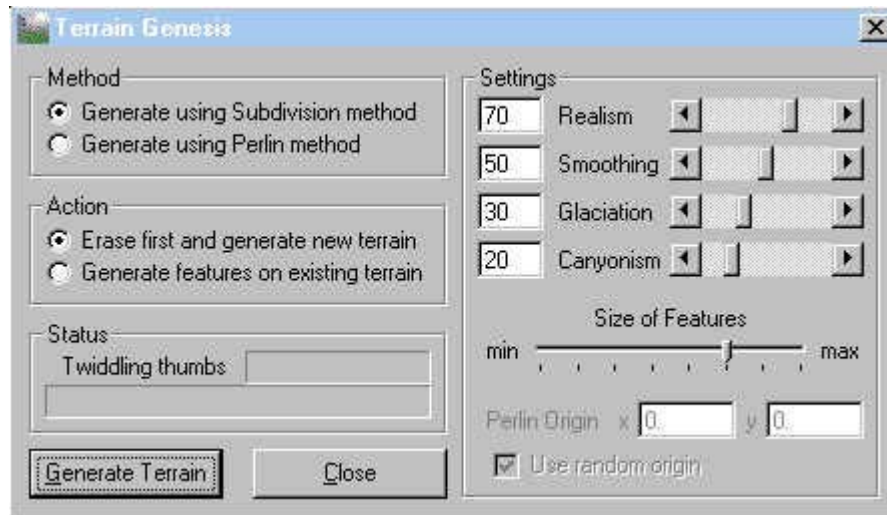 Terrain Genesis
Method
Generate using Subdivision method
Generate using Perlin method
Action
Erase first and generate new terrain
Generate features on existing terrain
Status
Twiddling thumbs
Generate Terrain
Close
Settings
70 Realism
50 Smoothing
30 Glaciation
20 Canyonism
Size of Features
min max
Perlin Origin x 0. y 0.
Use random origin